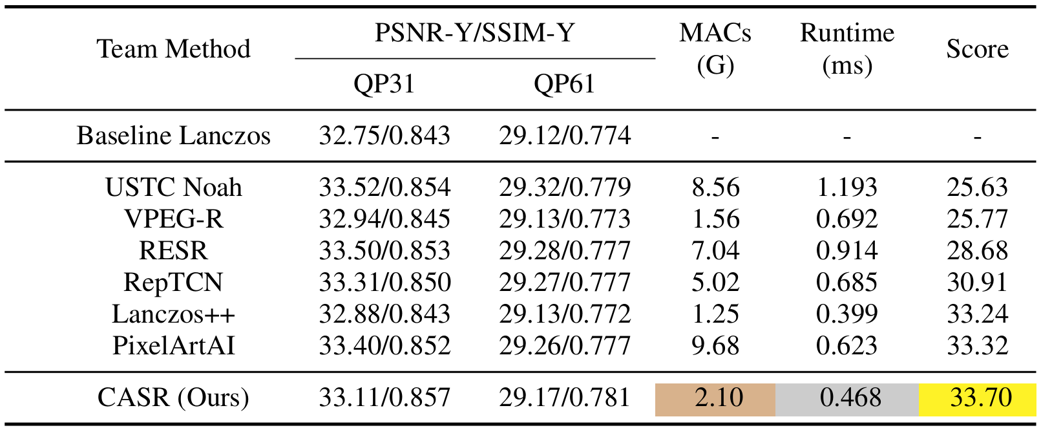 Team Method PSNR-Y/SSIM-Y MACs (G) Runtime (ms) Score
QP31 QP61
Baseline Lanczos 32.75/0.843 29.12/0.774 - - -
USTC Noah 33.52/0.854 29.32/0.779 8.56 1.193 25.63
VPEG-R 32.94/0.845 29.13/0.773 1.56 0.692 25.77
RESR 33.50/0.853 29.28/0.777 7.04 0.914 28.68
RepTCN 33.31/0.850 29.27/0.777 5.02 0.685 30.91
Lanczos++ 32.88/0.843 29.13/0.772 1.25 0.399 33.24
PixelArtAI 33.40/0.852 29.26/0.777 9.68 0.623 33.32
CASR (Ours) 33.11/0.857 29.17/0.781 2.10 0.468 33.70